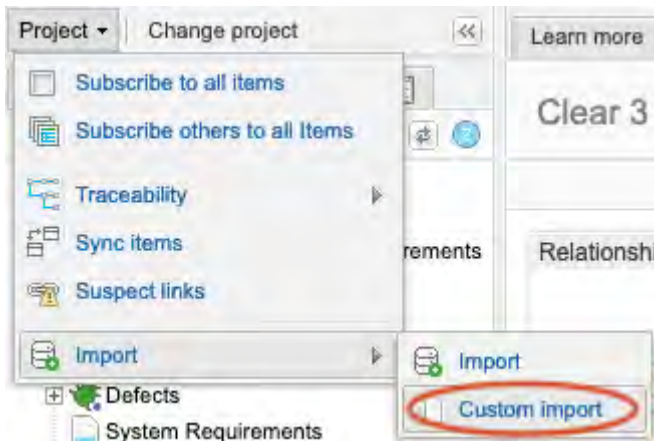 Project Change project
Learn more
Subscribe to all items
Subscribe others to all Items
Clear 3
Traceability
Sync items
rements
Relationshi
Suspect links
Import
Import
Custom import
Defects
System Requirements